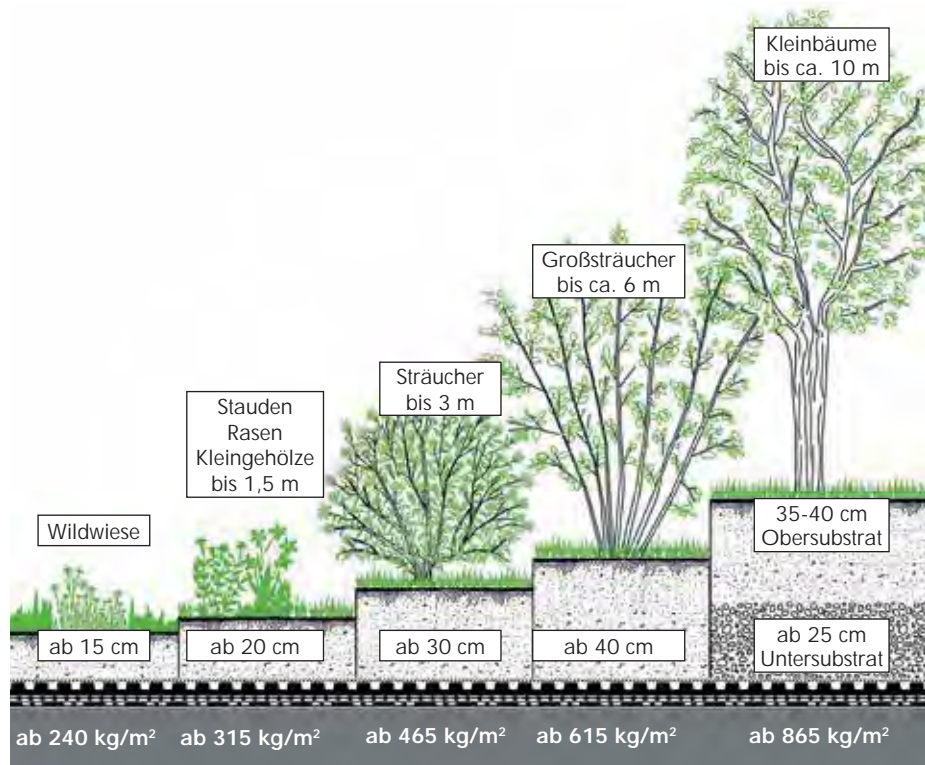 Kleinbäume
bis ca. 10 m
Großsträucher
bis ca. 6 m
Sträucher
bis 3 m
Stauden
Rasen
Kleingehölze
bis 1,5 m
Wildwiese
35-40 cm
Obersubstrat
ab 15 cm
ab 20 cm
ab 30 cm
ab 40 cm
ab 25 cm
Untersubstrat
ab 240 kg/m²
ab 315 kg/m²
ab 465 kg/m²
ab 615 kg/m²
ab 865 kg/m²